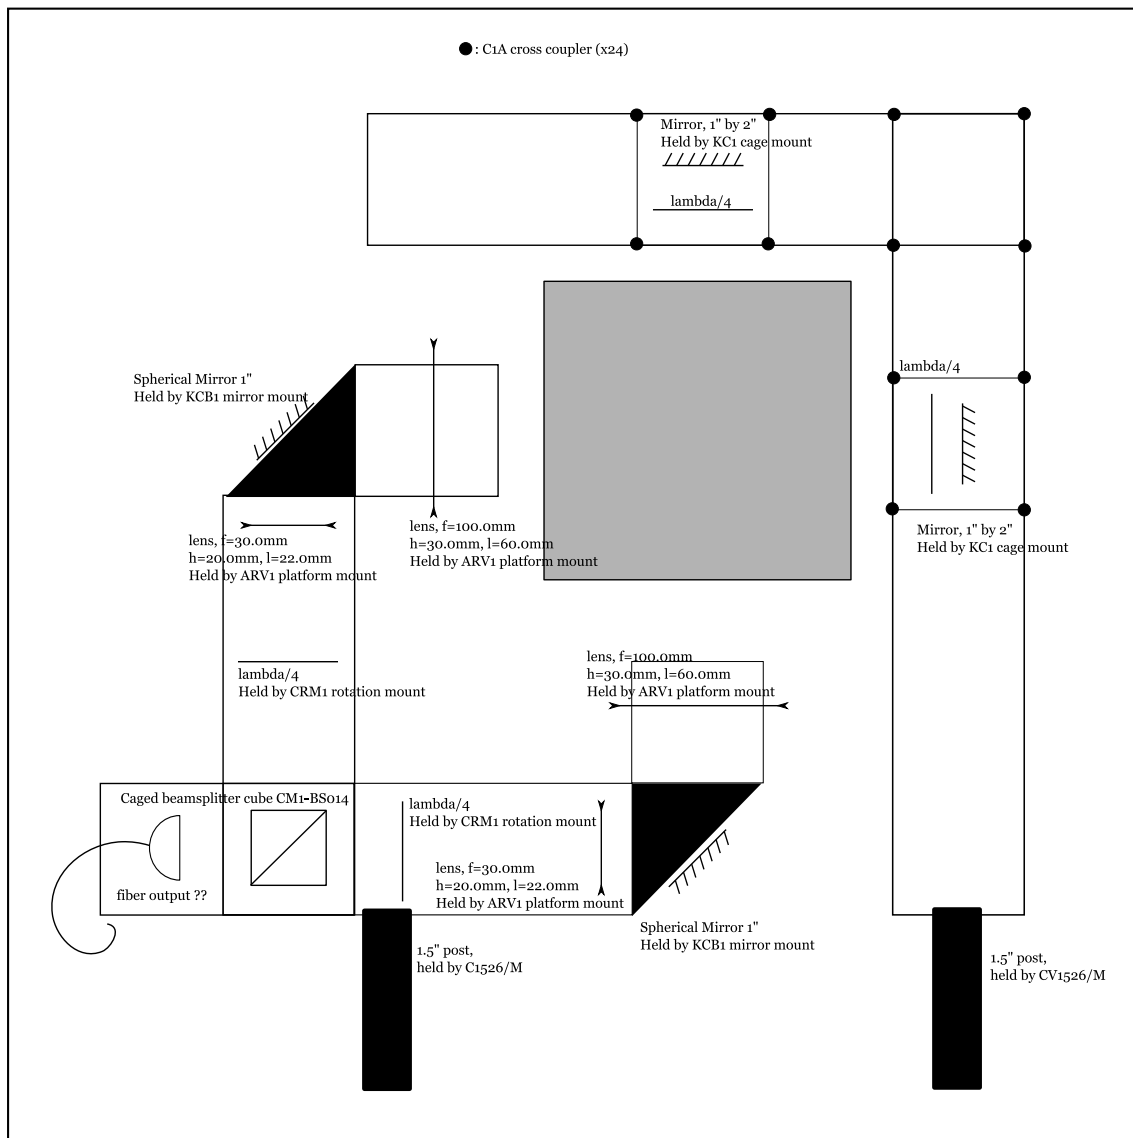 : C1A cross coupler (x24)
Mirror, 1" by 2"
Held by KC1 cage mount
lambda/4
lambda/4
Spherical Mirror 1"
Held by KCB1 mirror mount
lens, f=100.0mm
h=30.0mm, l=60.0mm
Held by ARV1 platform mount
lens, f=30.0mm
h=20.0mm, l=22.0mm
Held by ARV1 platform mount
Mirror, 1" by 2"
Held by KC1 cage mount
lambda/4
Held by CRM1 rotation mount
lens, f=100.0mm
h=30.0mm, l=60.0mm
Held by ARV1 platform mount
Caged beamsplitter cube CM1-BS014
lambda/4
Held by CRM1 rotation mount
lens, f=30.0mm
h=20.0mm, l=22.0mm
Held by ARV1 platform mount
fiber output ??
Spherical Mirror 1"
Held by KCB1 mirror mount
1.5" post,
held by C1526/M
1.5" post,
held by CV1526/M